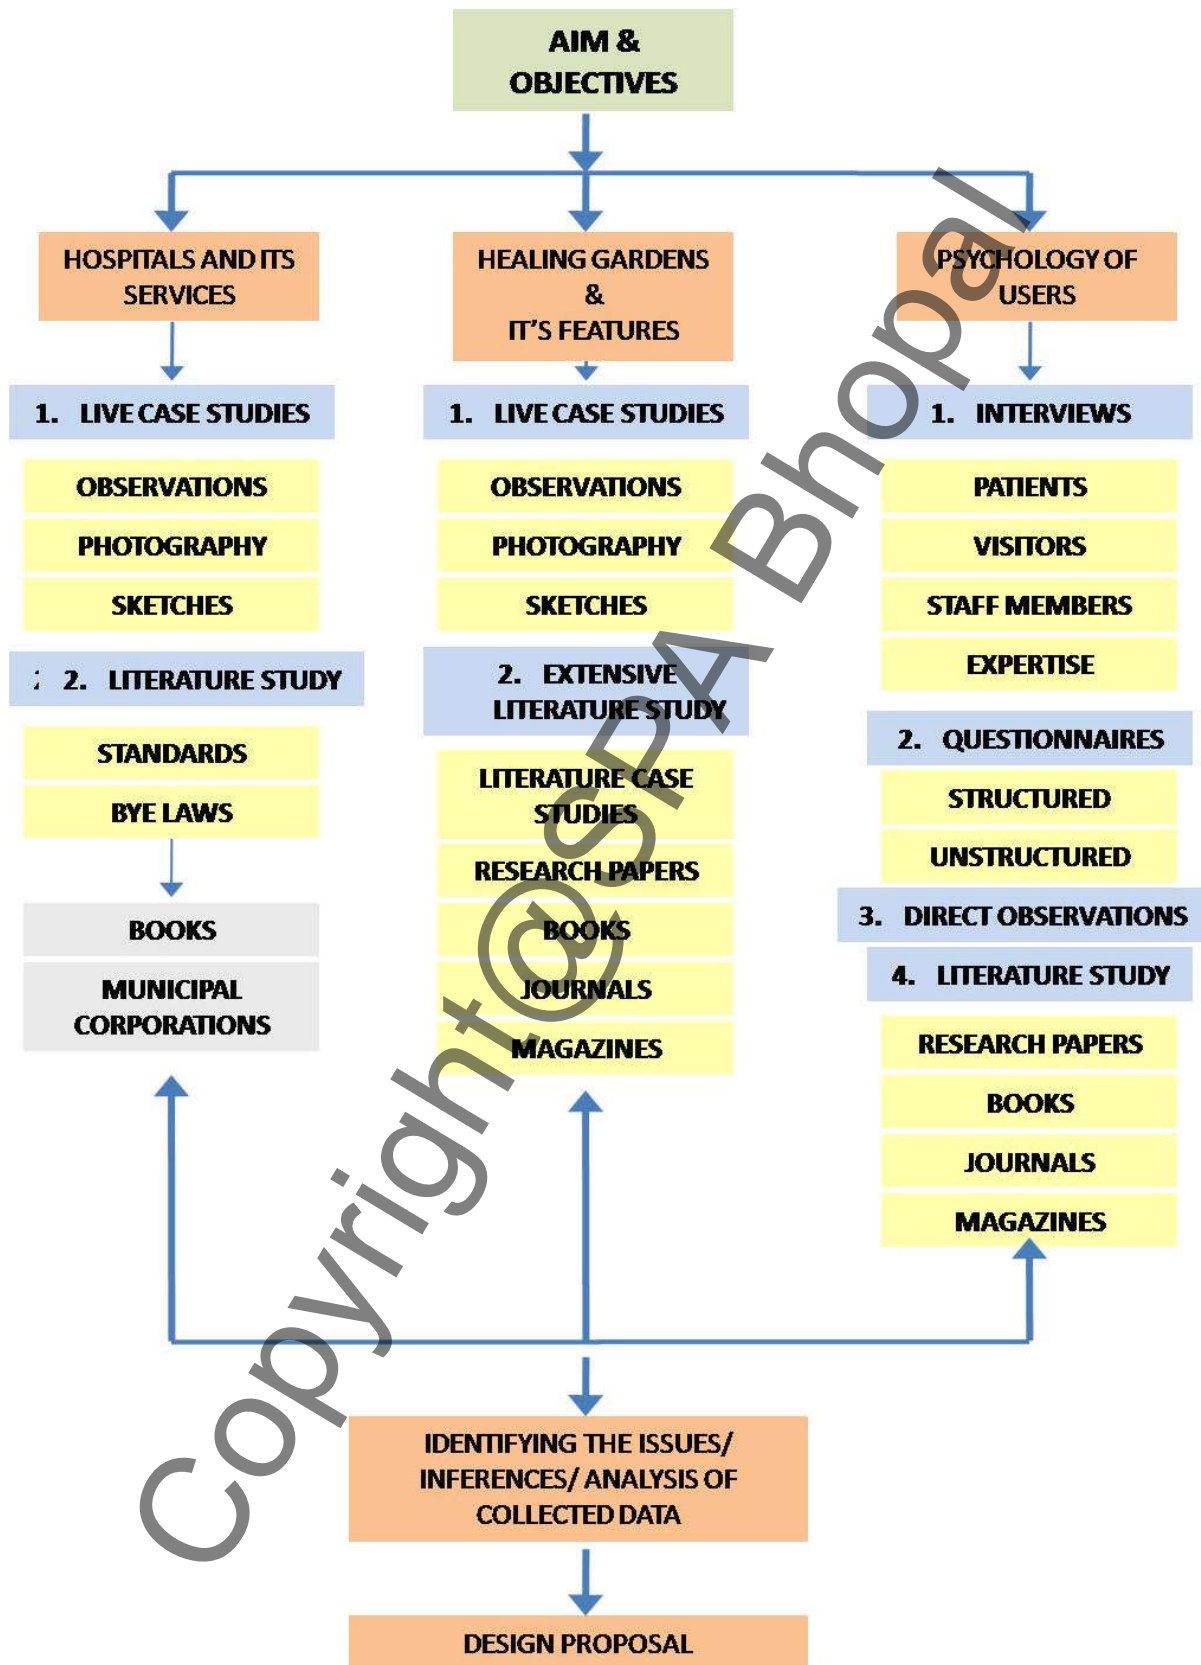 AIM &
OBJECTIVES
HOSPITALS AND ITS
SERVICES
1. LIVE CASE STUDIES
OBSERVATIONS
PHOTOGRAPHY
SKETCHES
2. LITERATURE STUDY
STANDARDS
BYE LAWS
BOOKS
MUNICIPAL
CORPORATIONS
HEALING GARDENS
&
IT'S FEATURES
1. LIVE CASE STUDIES
OBSERVATIONS
PHOTOGRAPHY
SKETCHES
2. EXTENSIVE
LITERATURE STUDY
LITERATURE CASE
STUDIES
RESEARCH PAPERS
BOOKS
JOURNALS
MAGAZINES
PSYCHOLOGY OF
USERS
1. INTERVIEWS
PATIENTS
VISITORS
STAFF MEMBERS
EXPERTISE
2. QUESTIONNAIRES
STRUCTURED
UNSTRUCTURED
3. DIRECT OBSERVATIONS
4. LITERATURE STUDY
RESEARCH PAPERS
BOOKS
JOURNALS
MAGAZINES
IDENTIFYING THE ISSUES/
INFERENCES/ ANALYSIS OF
COLLECTED DATA
DESIGN PROPOSAL
Copyright@SPA Bhopal